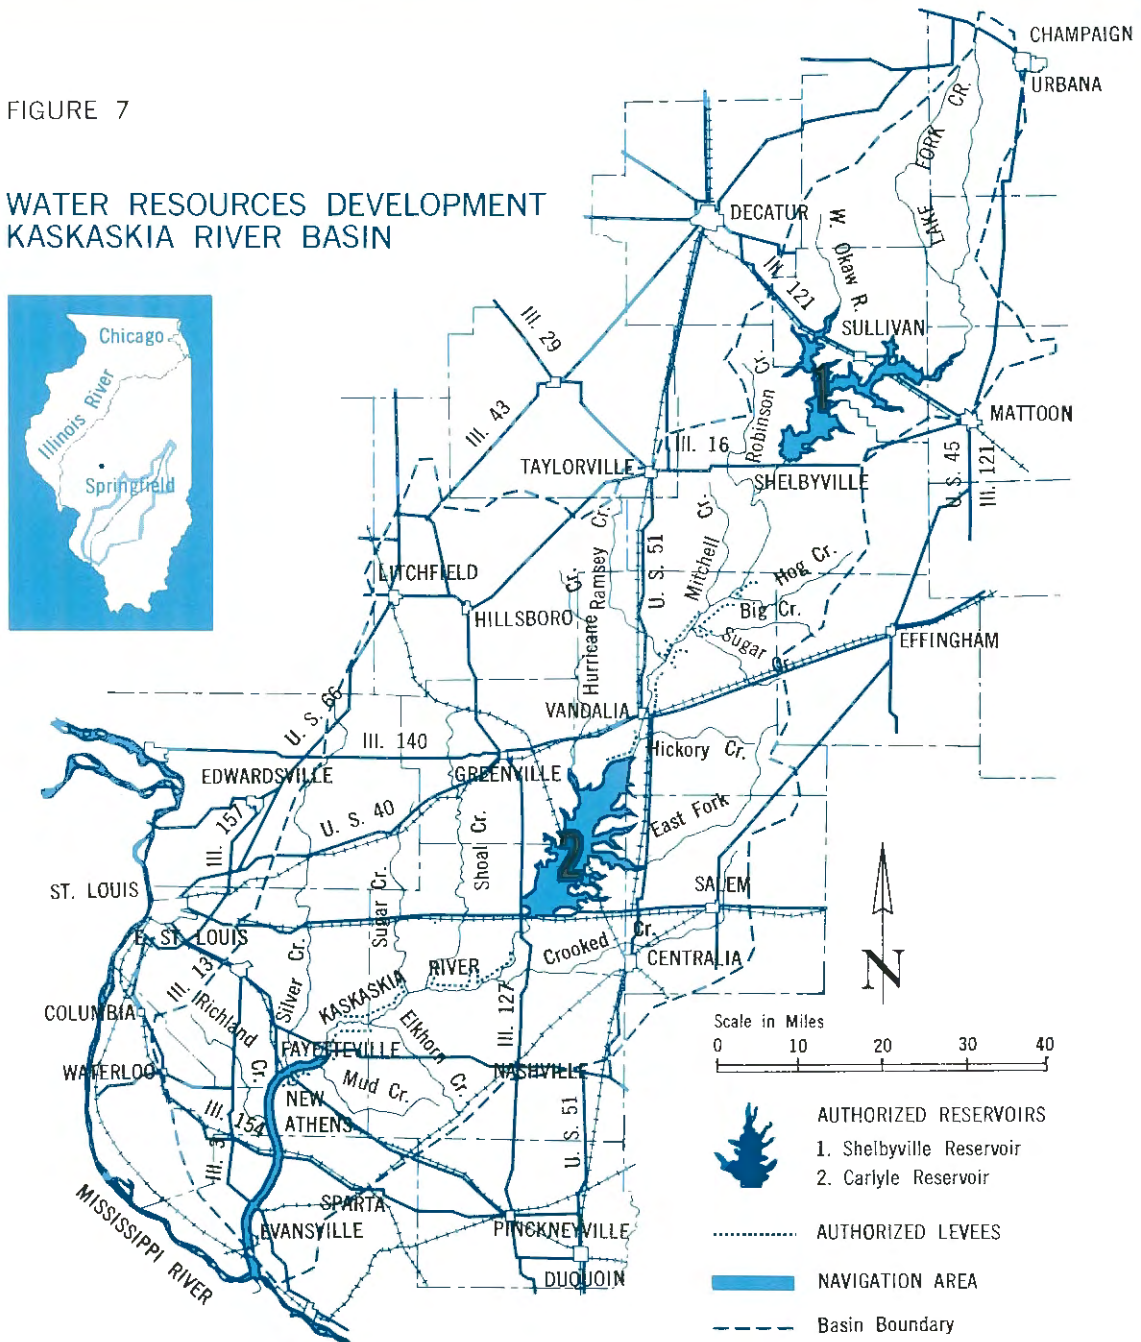 FIGURE 7
WATER RESOURCES DEVELOPMENT
KASKASKIA RIVER BASIN
Chicago
Illinois River
Springfield
CHAMPAIGN
URBANA
LAKE FORK CR.
DECATUR
W. Okaw R.
IN. 121
SULLIVAN
1
MATTOON
Ill. 29
Ill. 43
Ill. 16
Robinson Cr.
TAYLORVILLE
SHELBYVILLE
U. S. 45
Ill. 121
LITCHFIELD
HILLSBORO
Hurricane Cr.
Ramsey Cr.
U. S. 51
Mitchell Cr.
Hog Cr.
Big Cr.
Sugar Cr.
EFFINGHAM
VANDALIA
U. S. 66
Ill. 140
Hickory Cr.
EDWARDSVILLE
GREENVILLE
Ill. 157
U. S. 40
Shoal Cr.
2
East Fork
ST. LOUIS
Sugar Cr.
SALEM
E. ST. LOUIS
Silver Cr.
Crooked Cr.
CENTRALIA
N
Ill. 13
KASKASKIA RIVER
Ill. 127
COLUMBIA
Richland Cr.
Elkhorn Cr.
FAYETTEVILLE
WATERLOO
NASHVILLE
Mud Cr.
NEW
ATHENS
Ill. 154
Ill. 3
U. S. 51
SPARTA
EVANSVILLE
PINCKNEYVILLE
MISSISSIPPI RIVER
DUQUOIN
Scale in Miles
0 10 20 30 40
AUTHORIZED RESERVOIRS
1. Shelbyville Reservoir
2. Carlyle Reservoir
AUTHORIZED LEVEES
NAVIGATION AREA
Basin Boundary